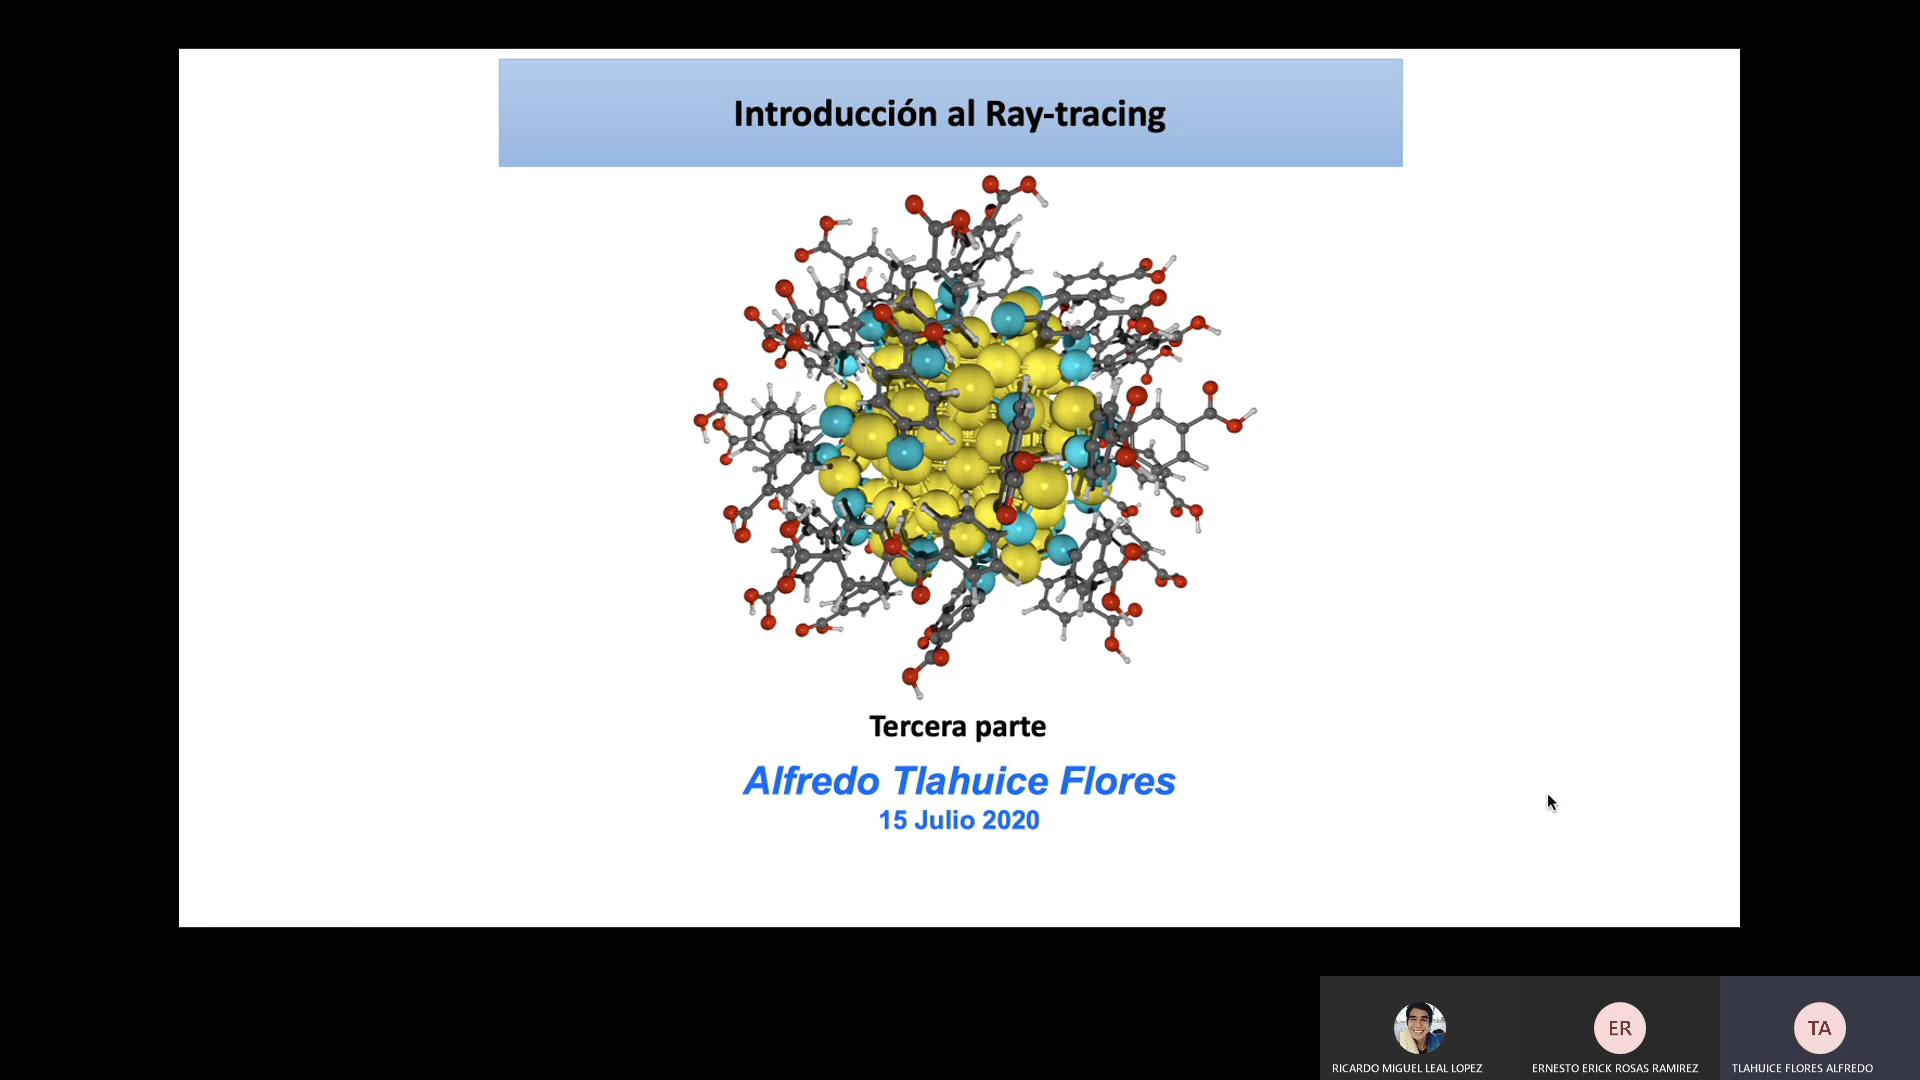 Introducción al Ray-tracing
Tercera parte
Alfredo Tlahuice Flores
15 Julio 2020
ER
TA
RICARDO MIGUEL LEAL LOPEZ
ERNESTO ERICK ROSAS RAMIREZ
TLAHUICE FLORES ALFREDO